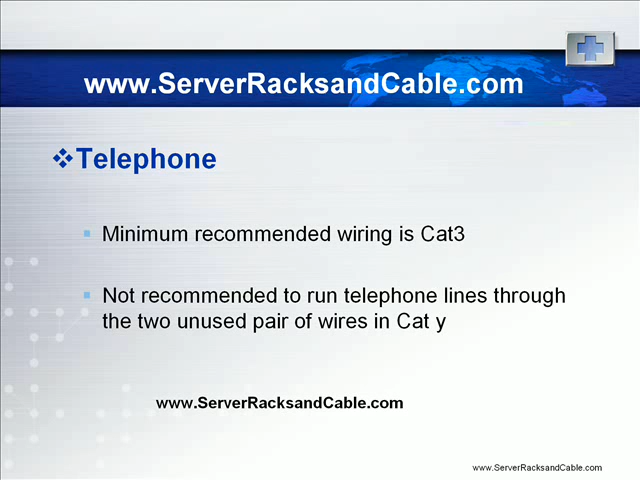 www.ServerRacksandCable.com
Telephone
Minimum recommended wiring is Cat3
Not recommended to run telephone lines through
the two unused pair of wires in Cat y
www.ServerRacksandCable.com
www.ServerRacksandCable.com